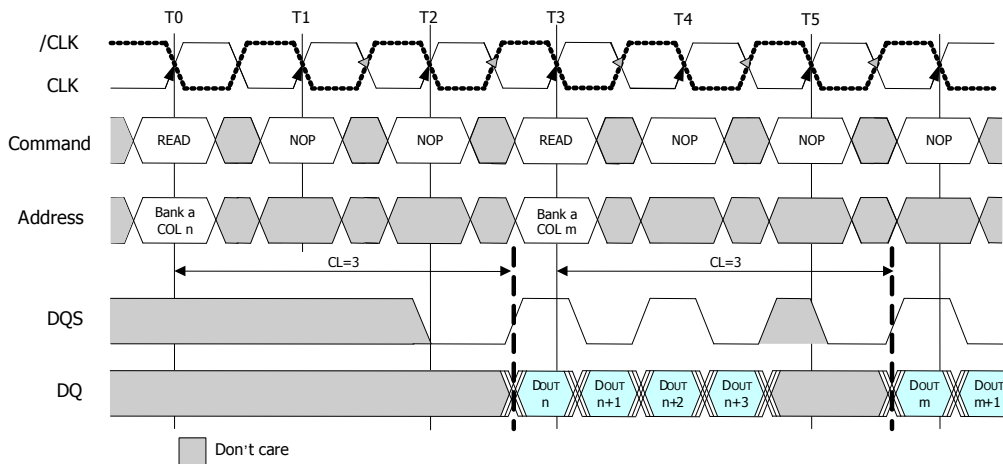 T0 T1 T2 T3 T4 T5
/CLK
CLK
Command READ NOP NOP READ NOP NOP NOP
Address Bank a Bank a
COL n COL m
CL=3 CL=3
DQS
DQ DOUT DOUT DOUT DOUT DOUT DOUT
n n+1 n+2 n+3 m m+1
Don't care